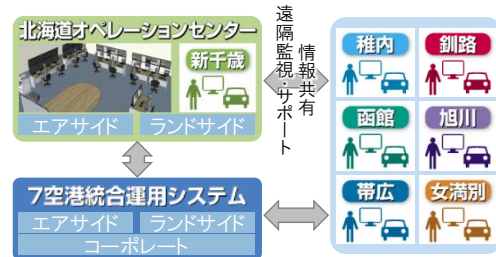 北海道オペレーションセンター
新千歳
エアサイド
ランドサイド
情報共有
遠隔監視・サポート
稚内
釧路
函館
旭川
帯広
女満別
7空港統合運用システム
エアサイド
ランドサイド
コーポレート